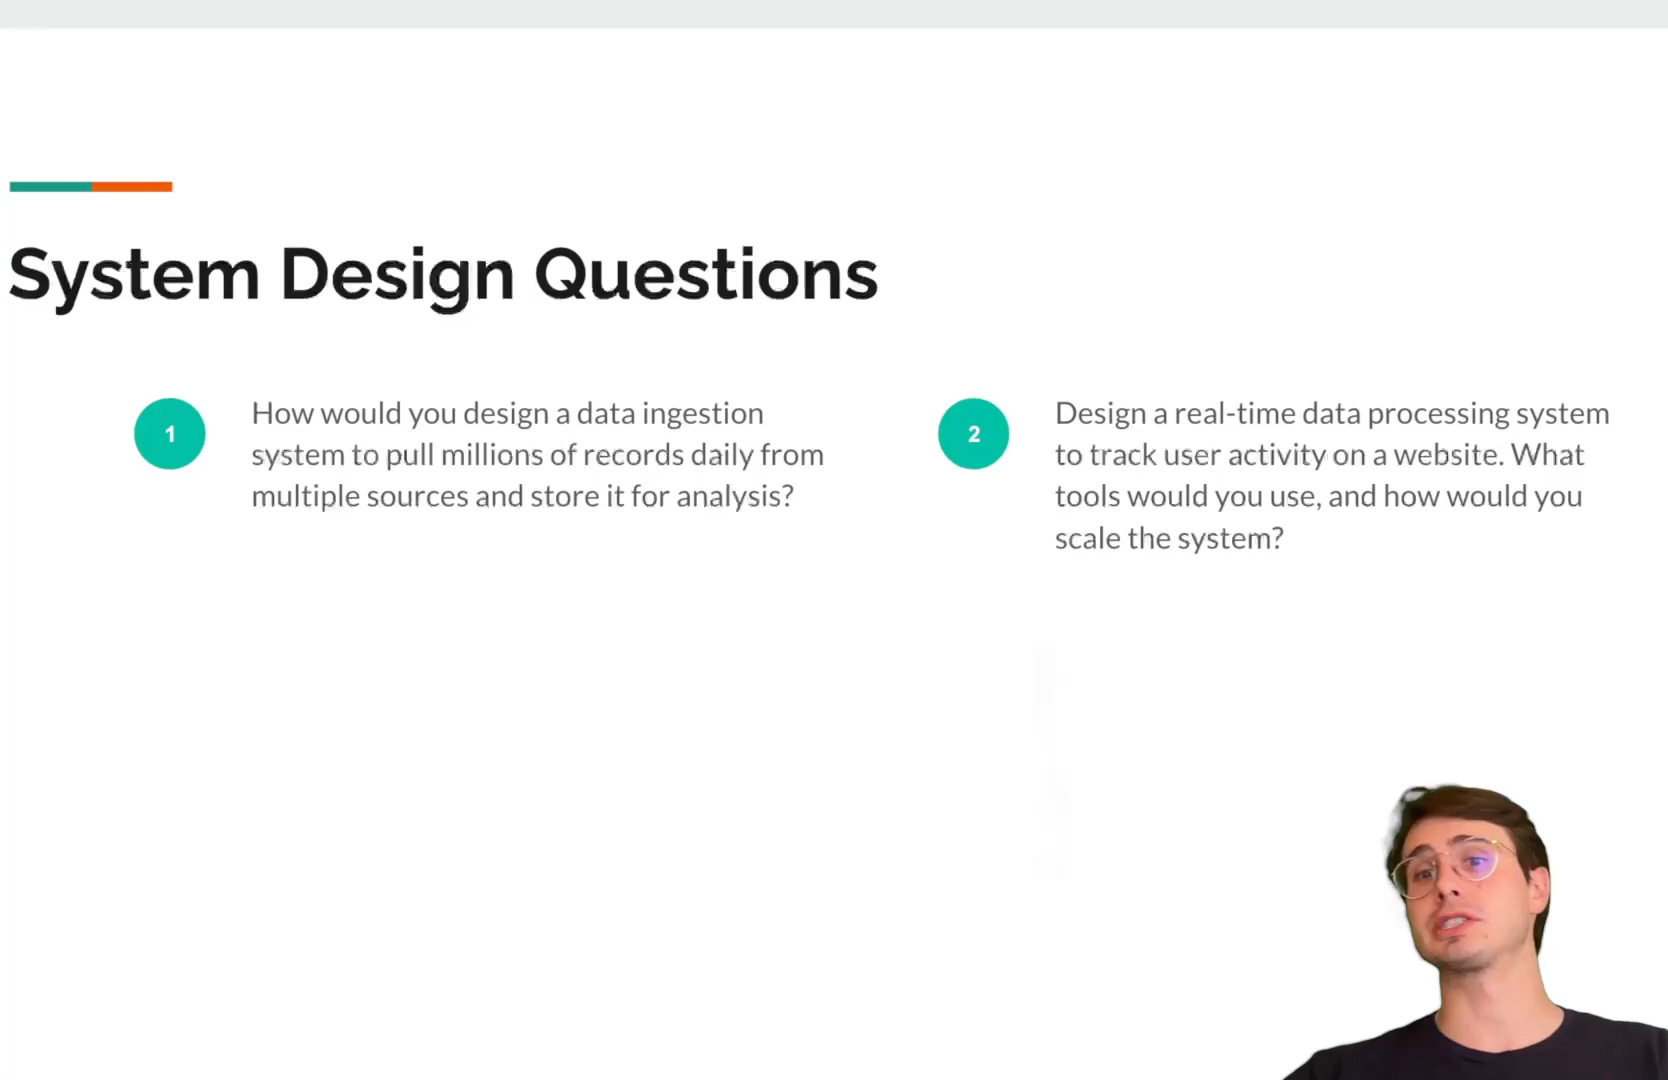 System Design Questions
1
How would you design a data ingestion
system to pull millions of records daily from
multiple sources and store it for analysis?
2
Design a real-time data processing system
to track user activity on a website. What
tools would you use, and how would you
scale the system?